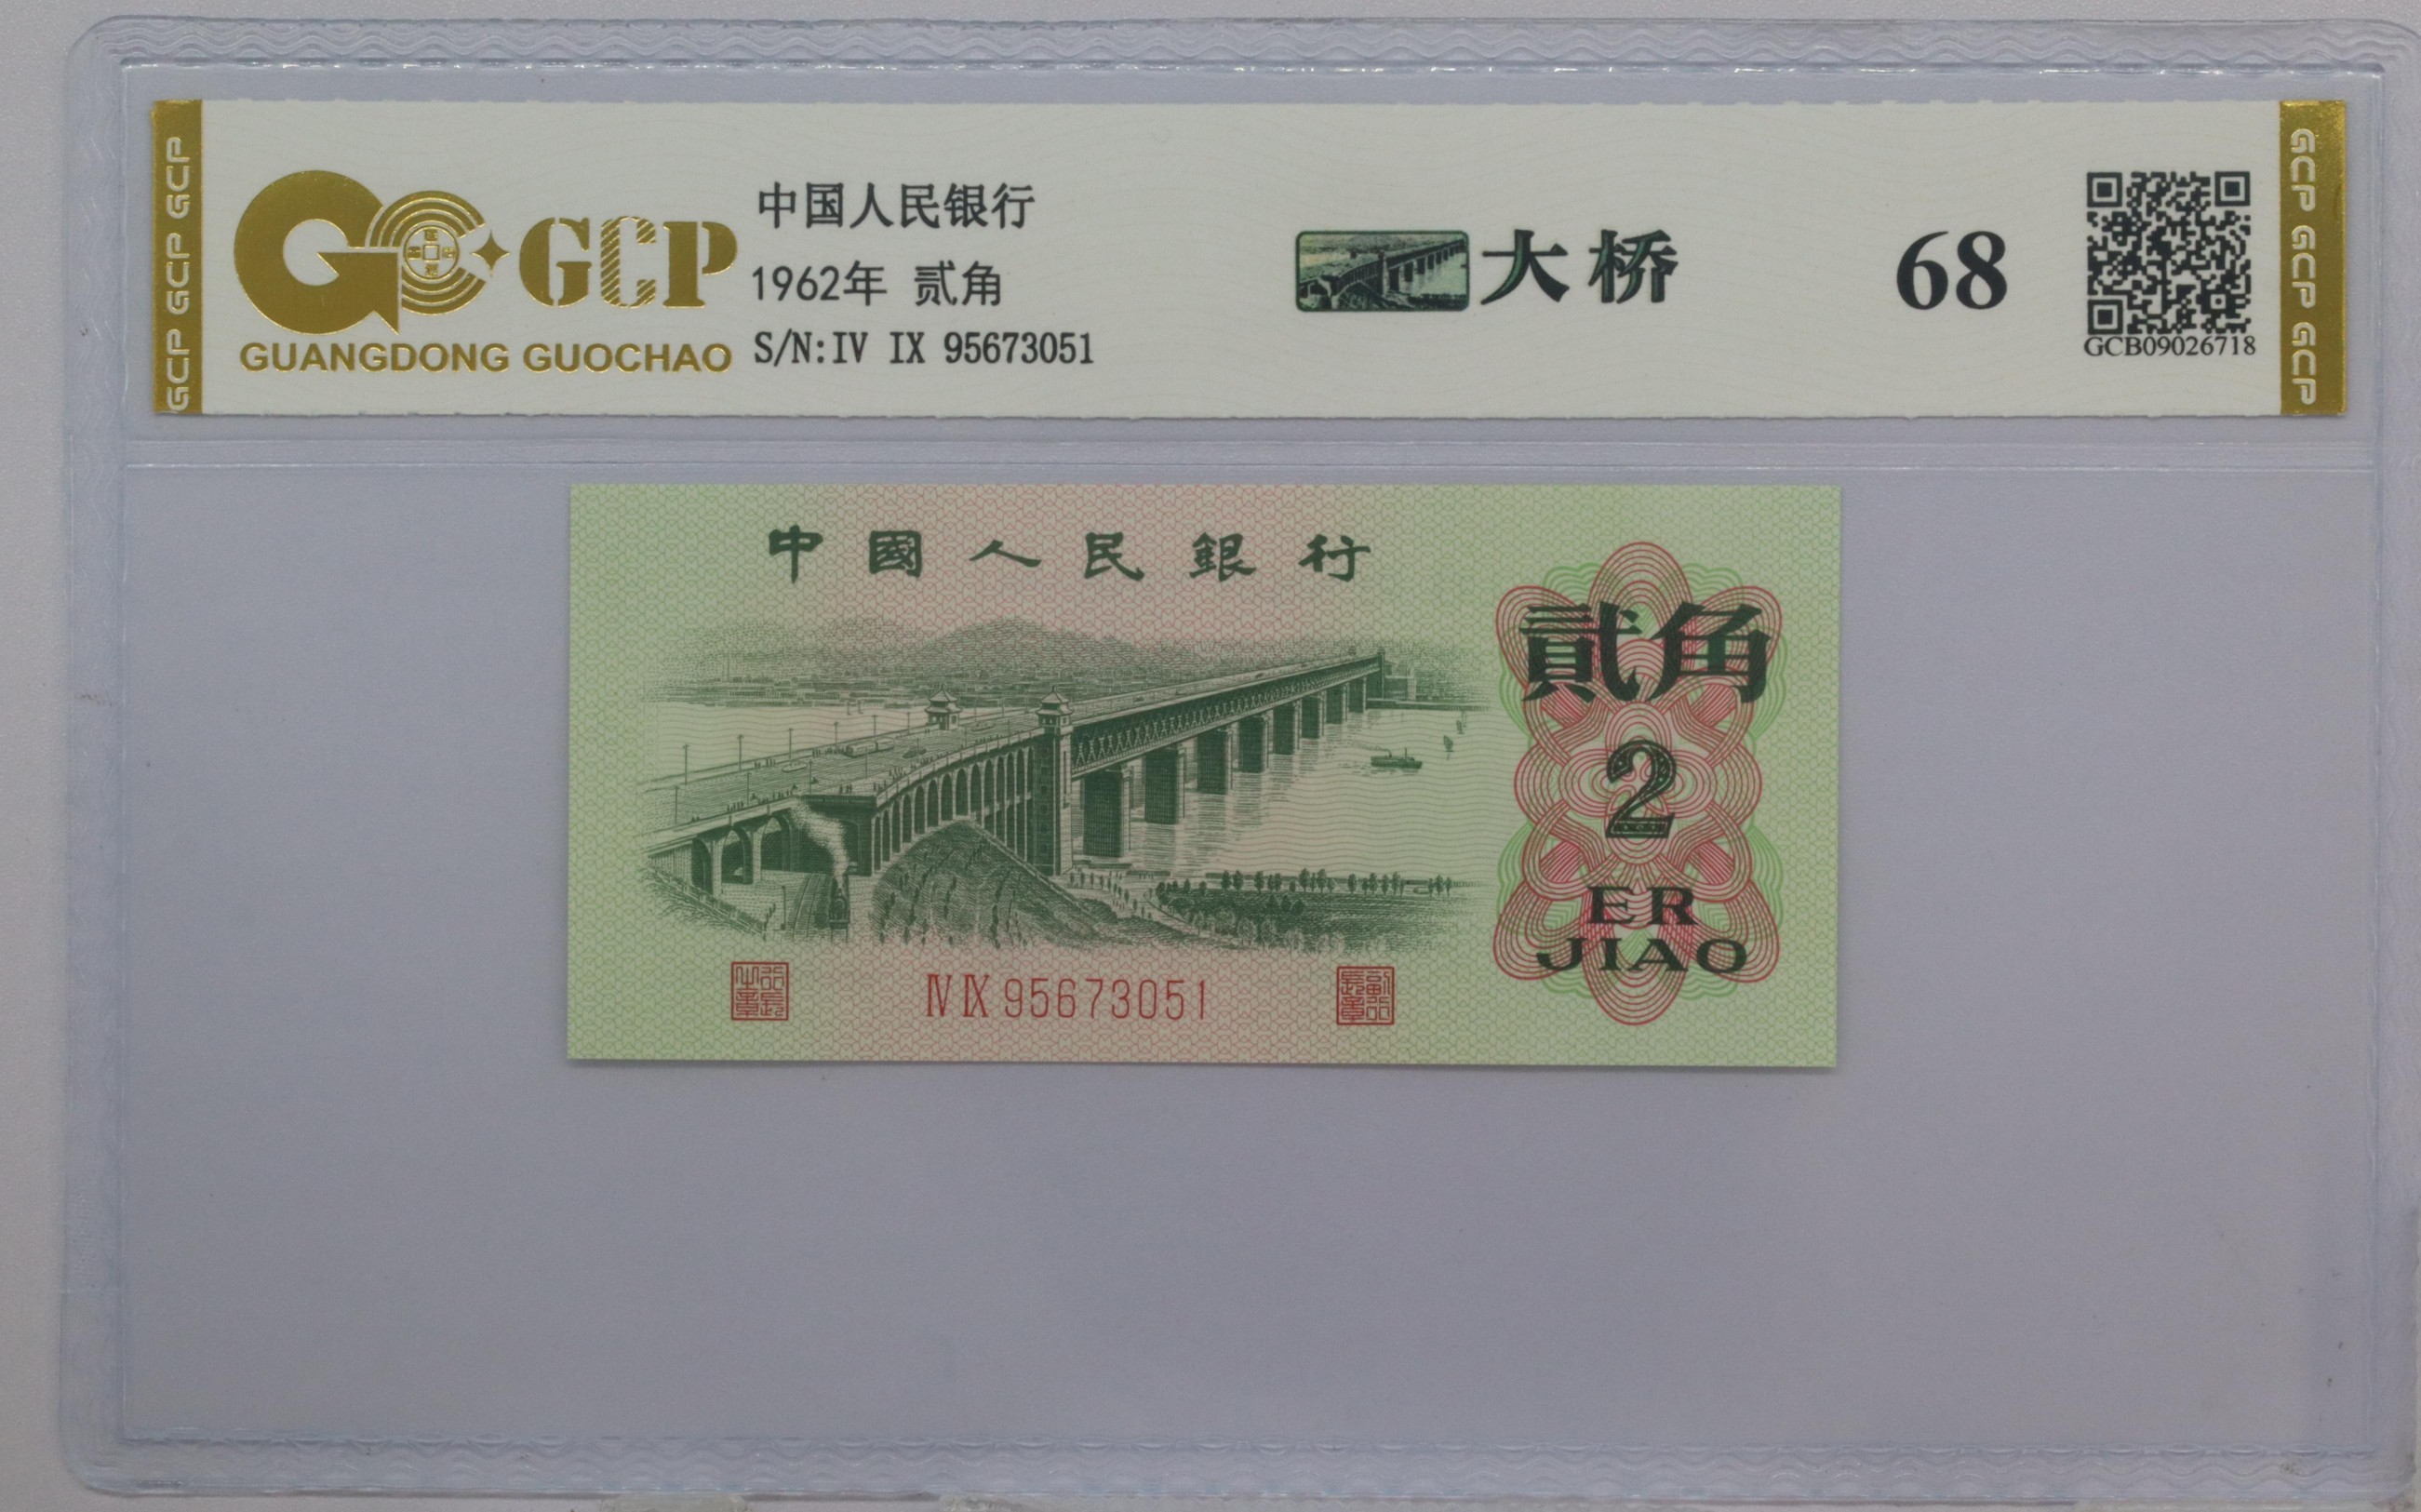 GCP GCP GCP
GCP
GUANGDONG GUOCHAO
中国人民银行
1962年 贰角
S/N:IV IX 95673051
大桥
68
GCB09026718
GCP GCP GCP
中國人民銀行
貳角
2
ER
JIAO
IV IX 95673051